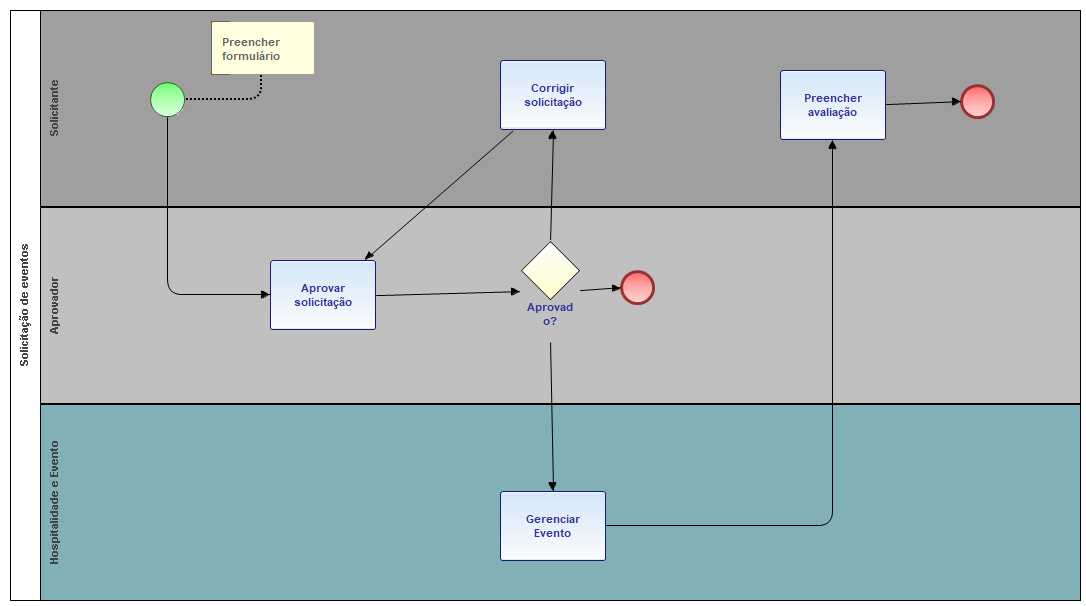 Solicitação de eventos
Solicitante
Preencher
formulário
Corrigir
solicitação
Preencher
avaliação
Aprovador
Aprovar
solicitação
Aprovad
o?
Hospitalidade e Evento
Gerenciar
Evento